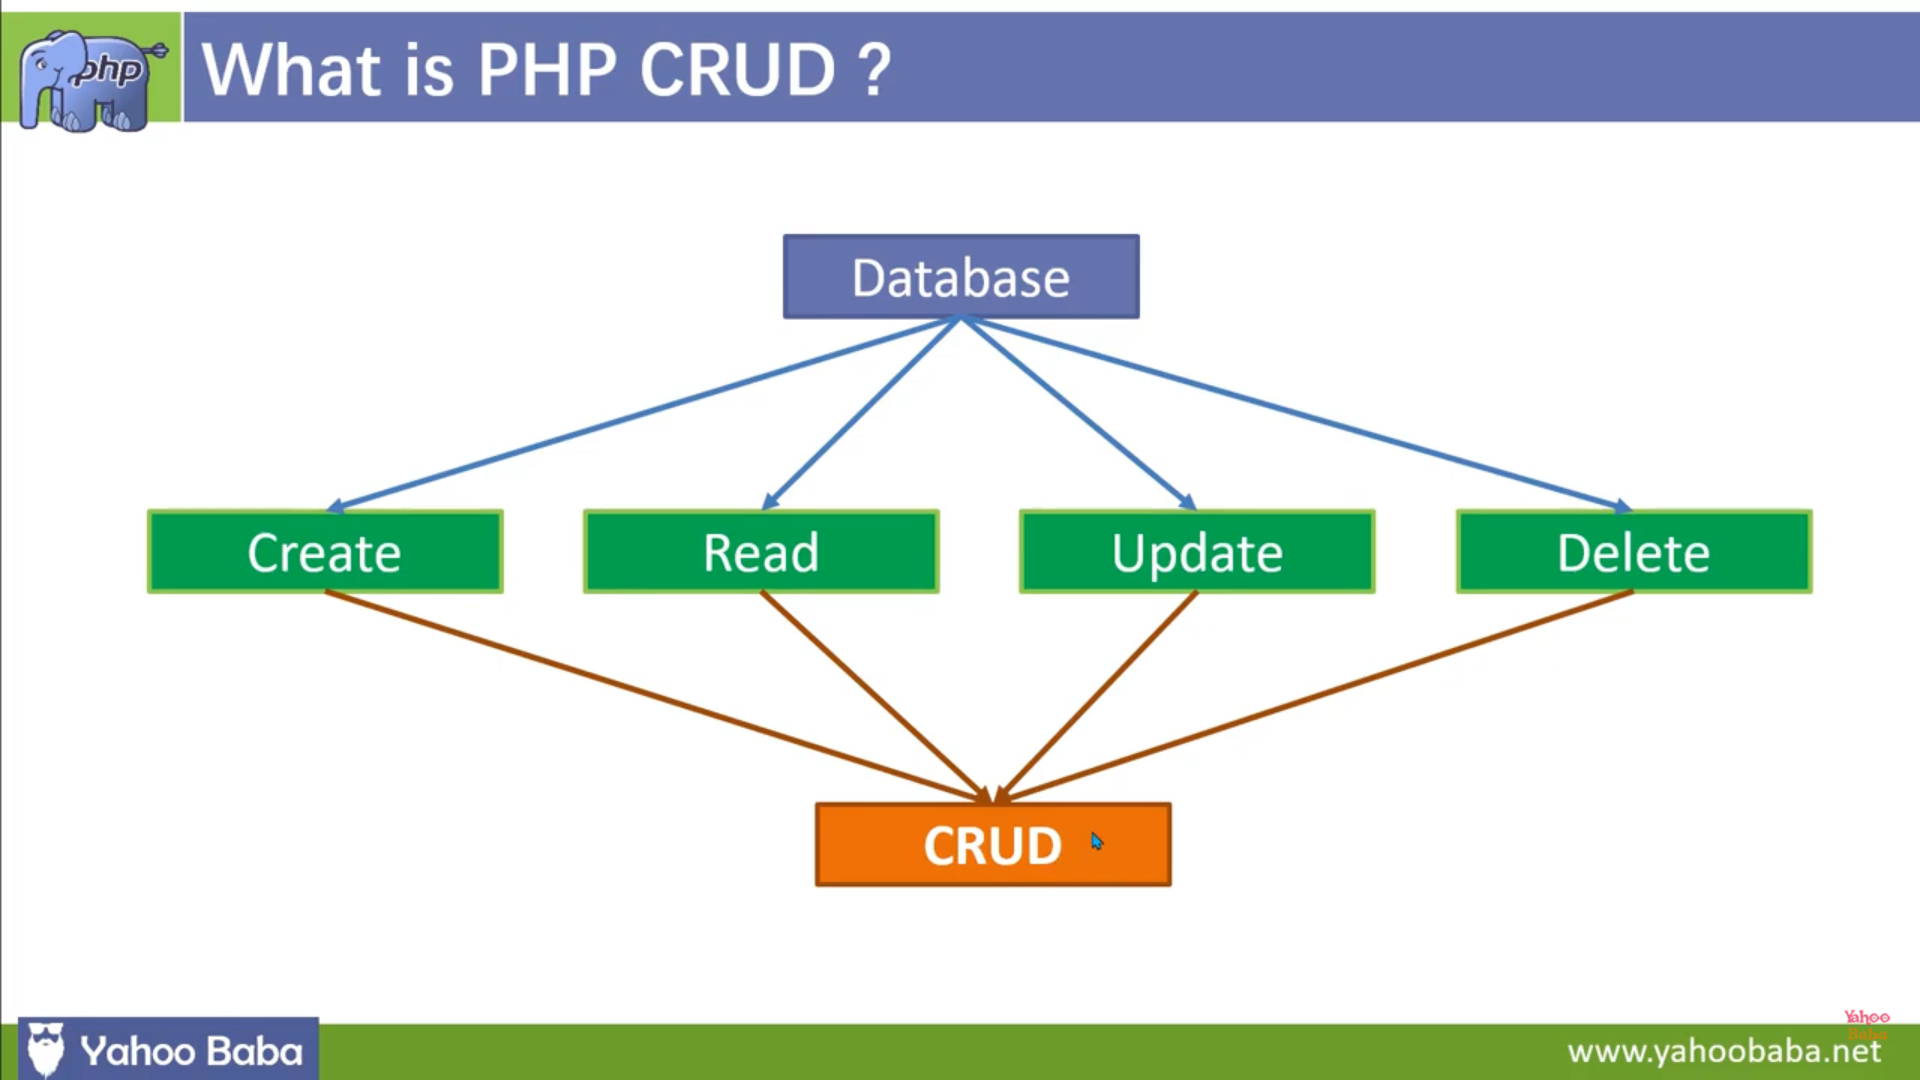 php
What is PHP CRUD ?
Database
Create
Read
Update
Delete
CRUD
Yahoo Baba
Yahoo
Baba
www.yahoobaba.net